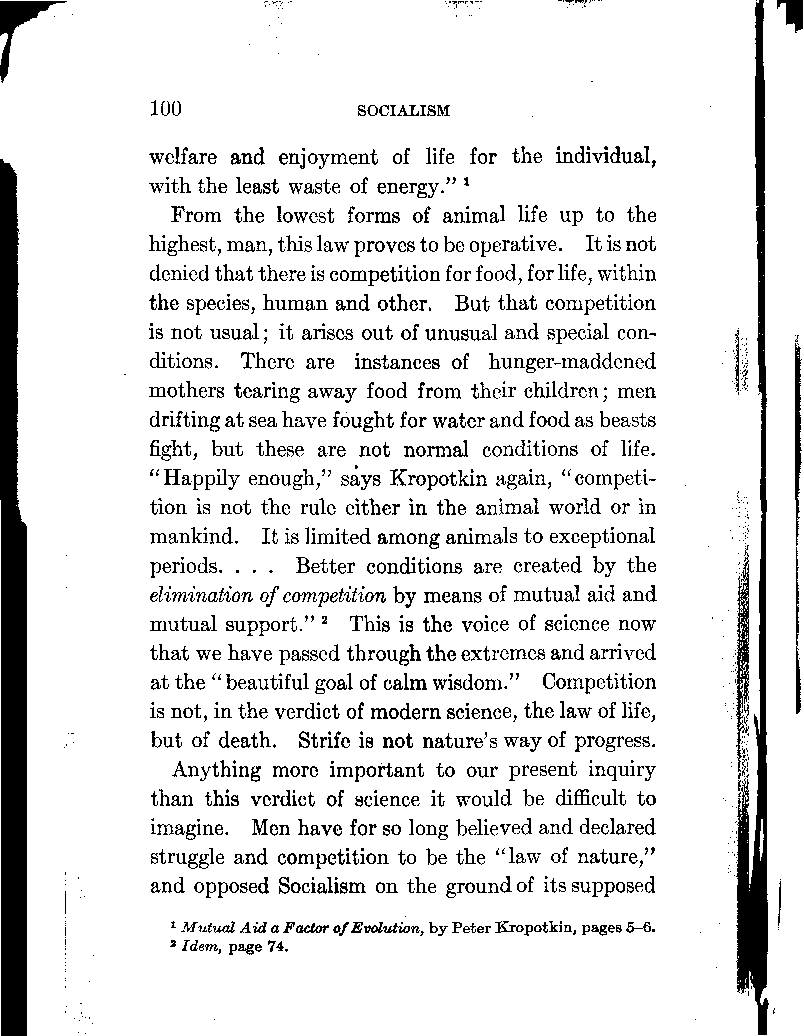 100 SOCIALISM
welfare and enjoyment of life for the individual,
with the least waste of energy.” ¹
From the lowest forms of animal life up to the
highest, man, this law proves to be operative. It is not
denied that there is competition for food, for life, within
the species, human and other. But that competition
is not usual; it arises out of unusual and special con-
ditions. There are instances of hunger-maddened
mothers tearing away food from their children; men
drifting at sea have fought for water and food as beasts
fight, but these are not normal conditions of life.
“Happily enough,” says Kropotkin again, “competi-
tion is not the rule either in the animal world or in
mankind. It is limited among animals to exceptional
periods. . . . Better conditions are created by the
elimination of competition by means of mutual aid and
mutual support.” ² This is the voice of science now
that we have passed through the extremes and arrived
at the “beautiful goal of calm wisdom.” Competition
is not, in the verdict of modern science, the law of life,
but of death. Strife is not nature’s way of progress.
Anything more important to our present inquiry
than this verdict of science it would be difficult to
imagine. Men have for so long believed and declared
struggle and competition to be the “law of nature,”
and opposed Socialism on the ground of its supposed
¹ Mutual Aid a Factor of Evolution, by Peter Kropotkin, pages 5–6.
² Idem, page 74.